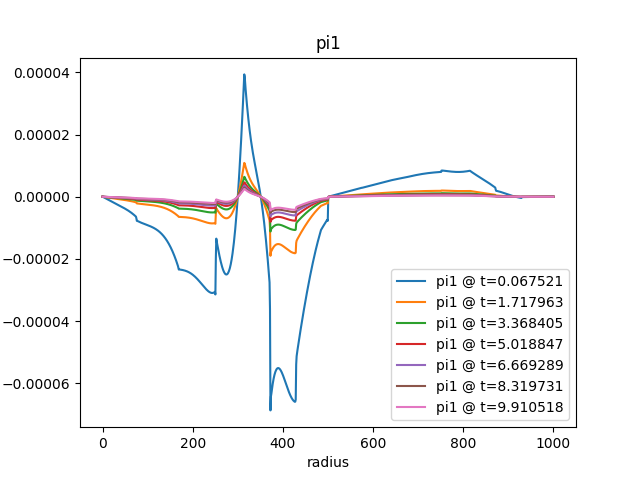 pi1
0.00004
0.00002
0.00000
−0.00002
−0.00004
−0.00006
0 200 400 600 800 1000
radius
pi1 @ t=0.067521
pi1 @ t=1.717963
pi1 @ t=3.368405
pi1 @ t=5.018847
pi1 @ t=6.669289
pi1 @ t=8.319731
pi1 @ t=9.910518